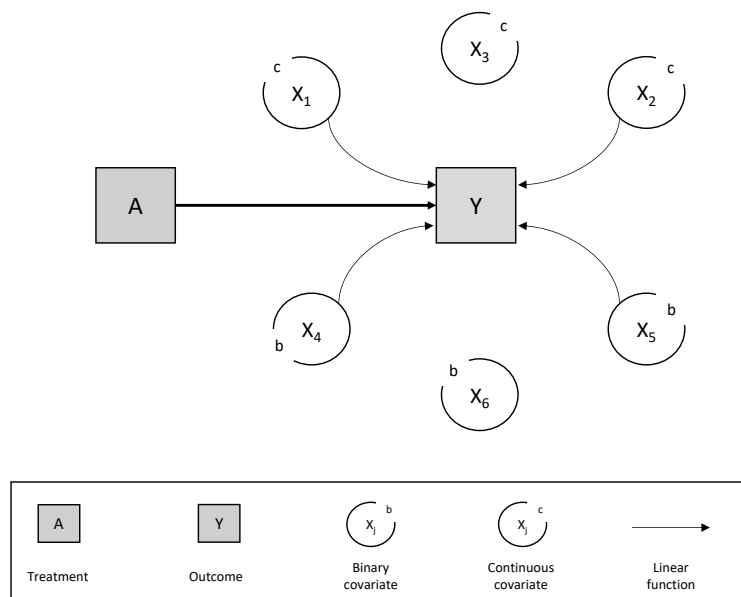 c
X3
c
X1
c
X2
A
Y
b
X4
b
X5
b
X6
A
Y
b
Xj
c
Xj
Treatment
Outcome
Binary
covariate
Continuous
covariate
Linear
function